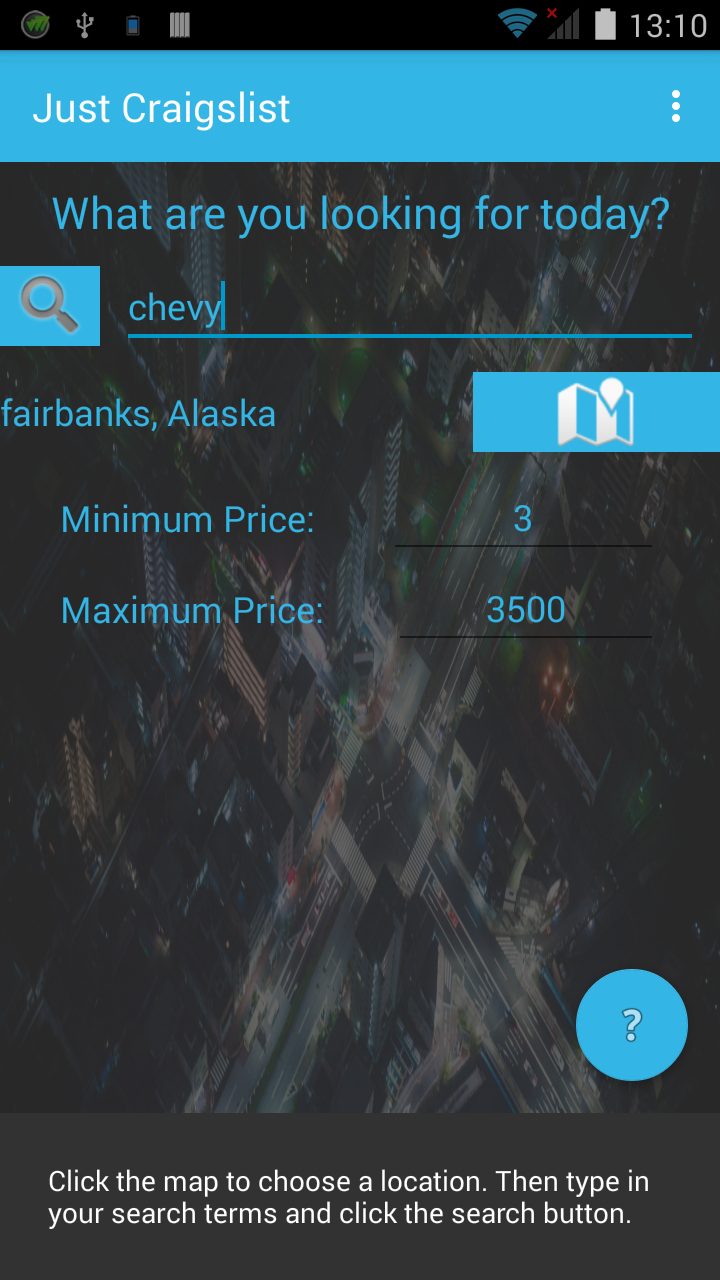 13:10
Just Craigslist
What are you looking for today?
chevy
fairbanks, Alaska
Minimum Price: 3
Maximum Price: 3500
?
Click the map to choose a location. Then type in
your search terms and click the search button.